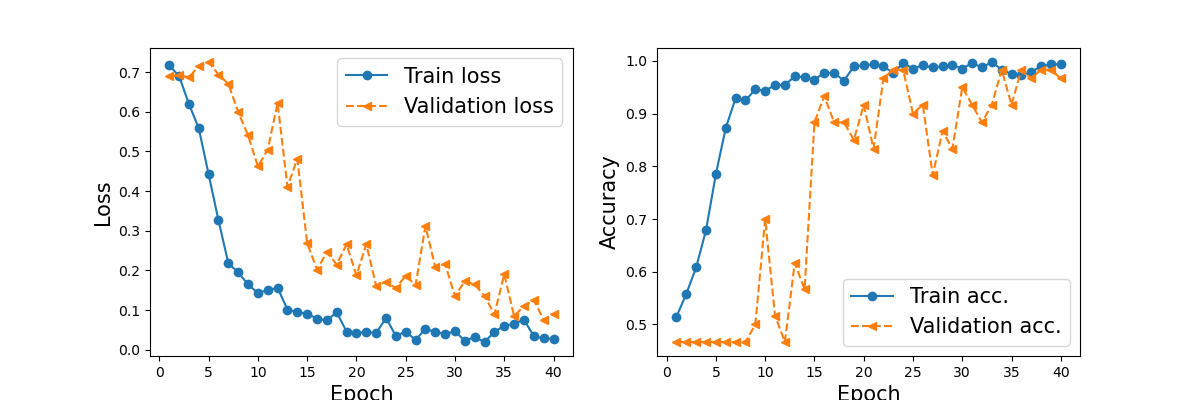 0.7
0.6
0.5
0.4
0.3
0.2
0.1
0.0
Loss
Train loss
Validation loss
0 5 10 15 20 25 30 35 40
Epoch
1.0
0.9
0.8
0.7
0.6
0.5
Accuracy
Train acc.
Validation acc.
0 5 10 15 20 25 30 35 40
Epoch